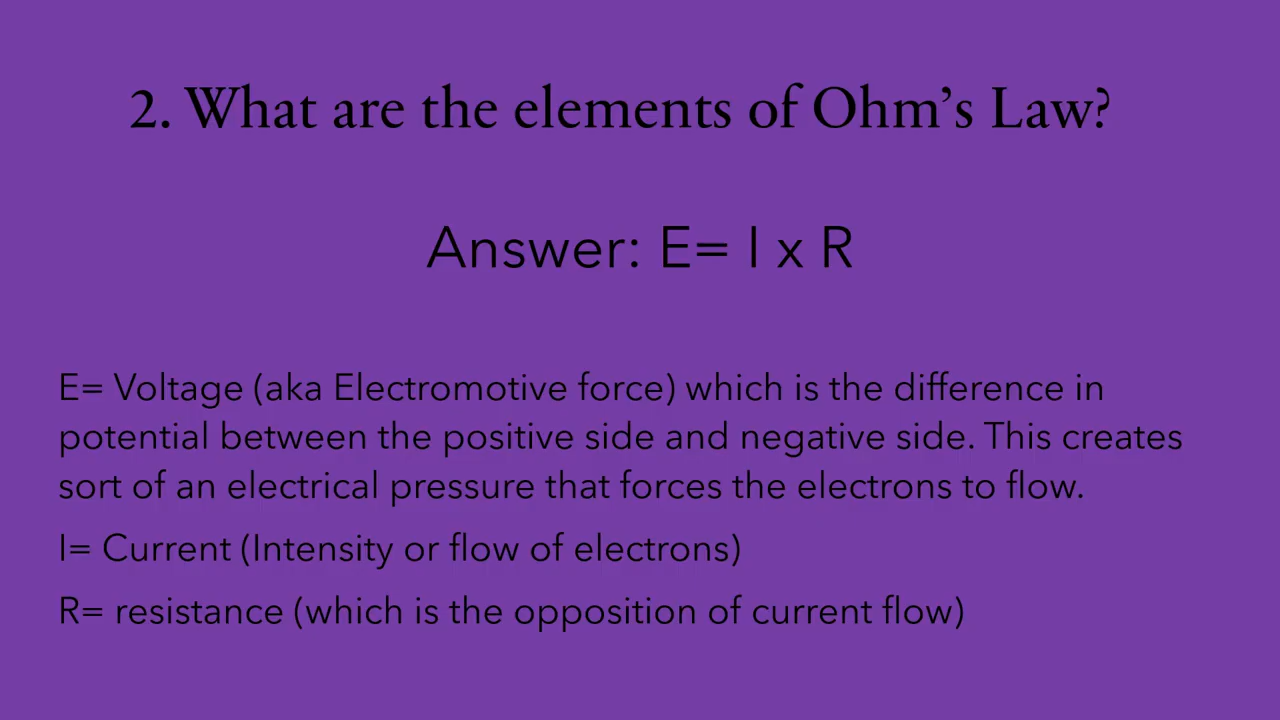 2. What are the elements of Ohm’s Law?
Answer: E= I x R
E= Voltage (aka Electromotive force) which is the difference in
potential between the positive side and negative side. This creates
sort of an electrical pressure that forces the electrons to flow.
I= Current (Intensity or flow of electrons)
R= resistance (which is the opposition of current flow)